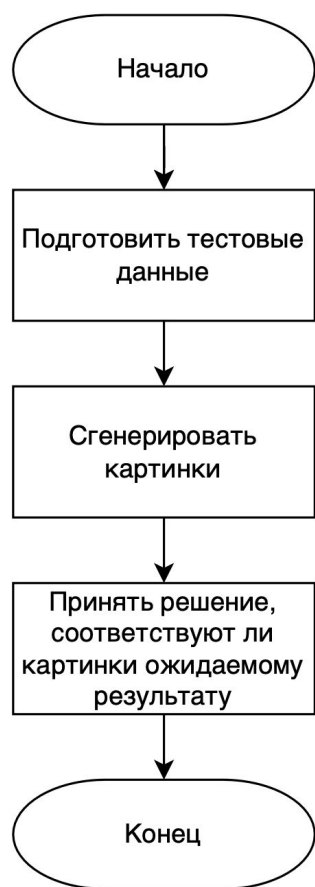 Начало
Подготовить тестовые
данные
Сгенерировать
картинки
Принять решение,
соответствуют ли
картинки ожидаемому
результату
Конец